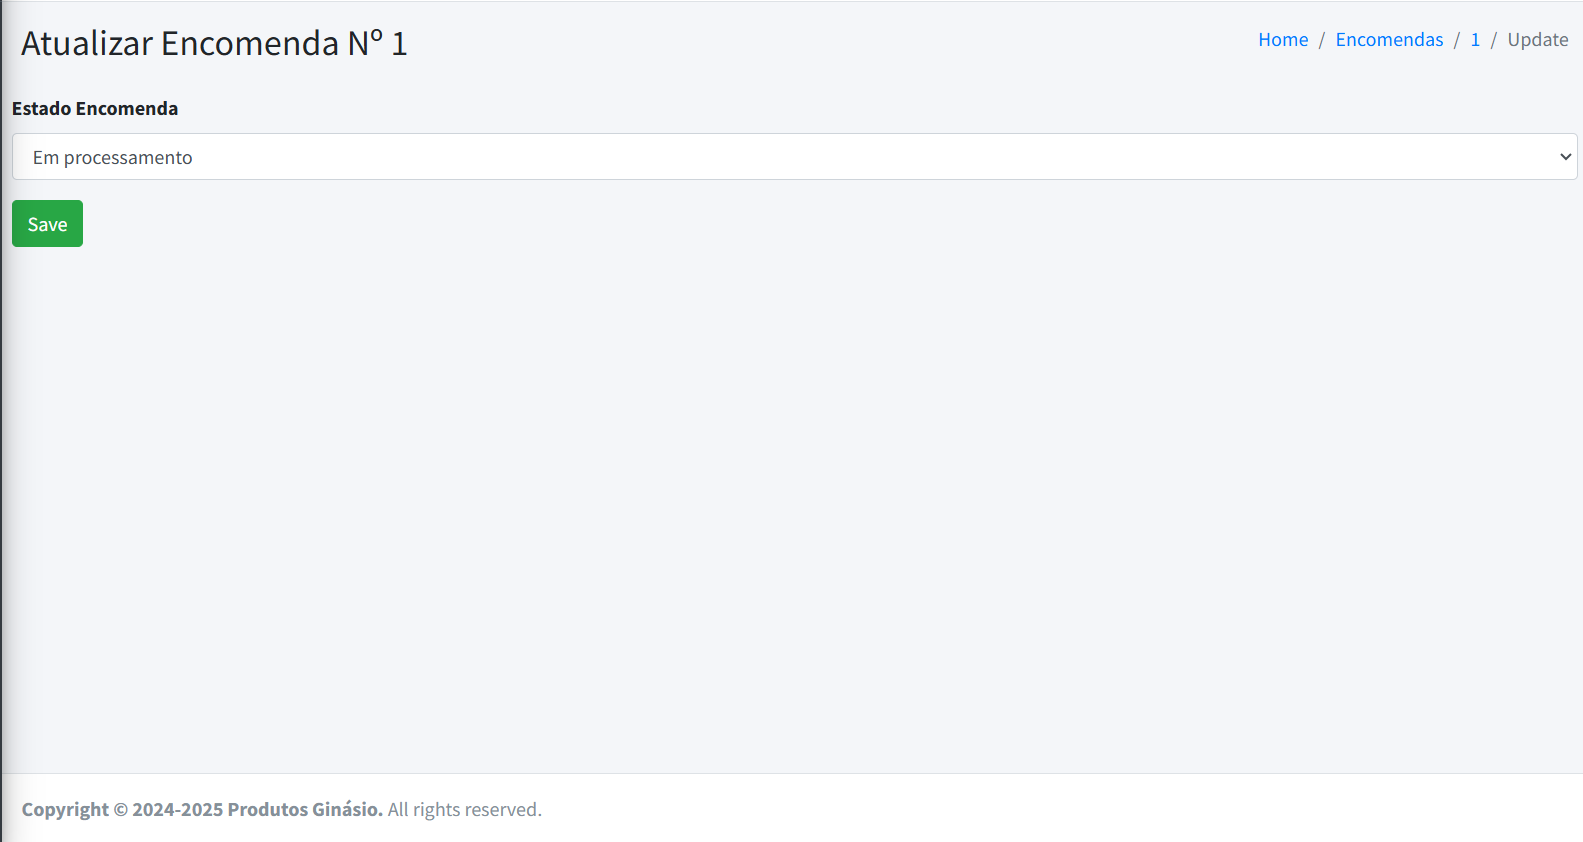 Atualizar Encomenda Nº 1
Home / Encomendas / 1 / Update
Estado Encomenda
Em processamento
Save
Copyright © 2024-2025 Produtos Ginásio. All rights reserved.